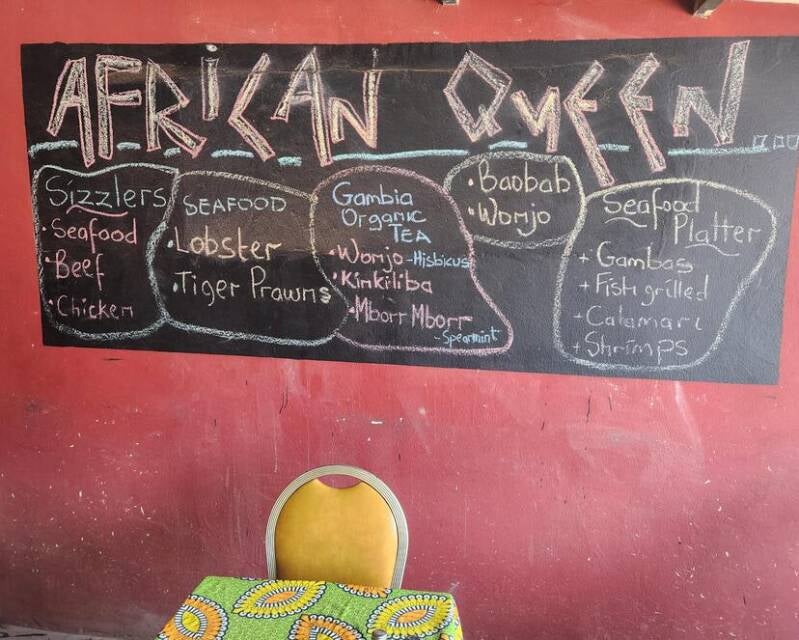 AFRICAN QUEEN
Sizzlers
• Seafood
• Beef
• Chicken
SEAFOOD
• Lobster
• Tiger Prawns
Gambia
Organic
TEA
• Wonjo - Hisbicus
• Kinkiliba
• Mborr Mborr
- Spearmint
• Baobab
• Wonjo
Seafood
Platter
+ Gambas
+ Fish grilled
- Calamari
+ Shrimps